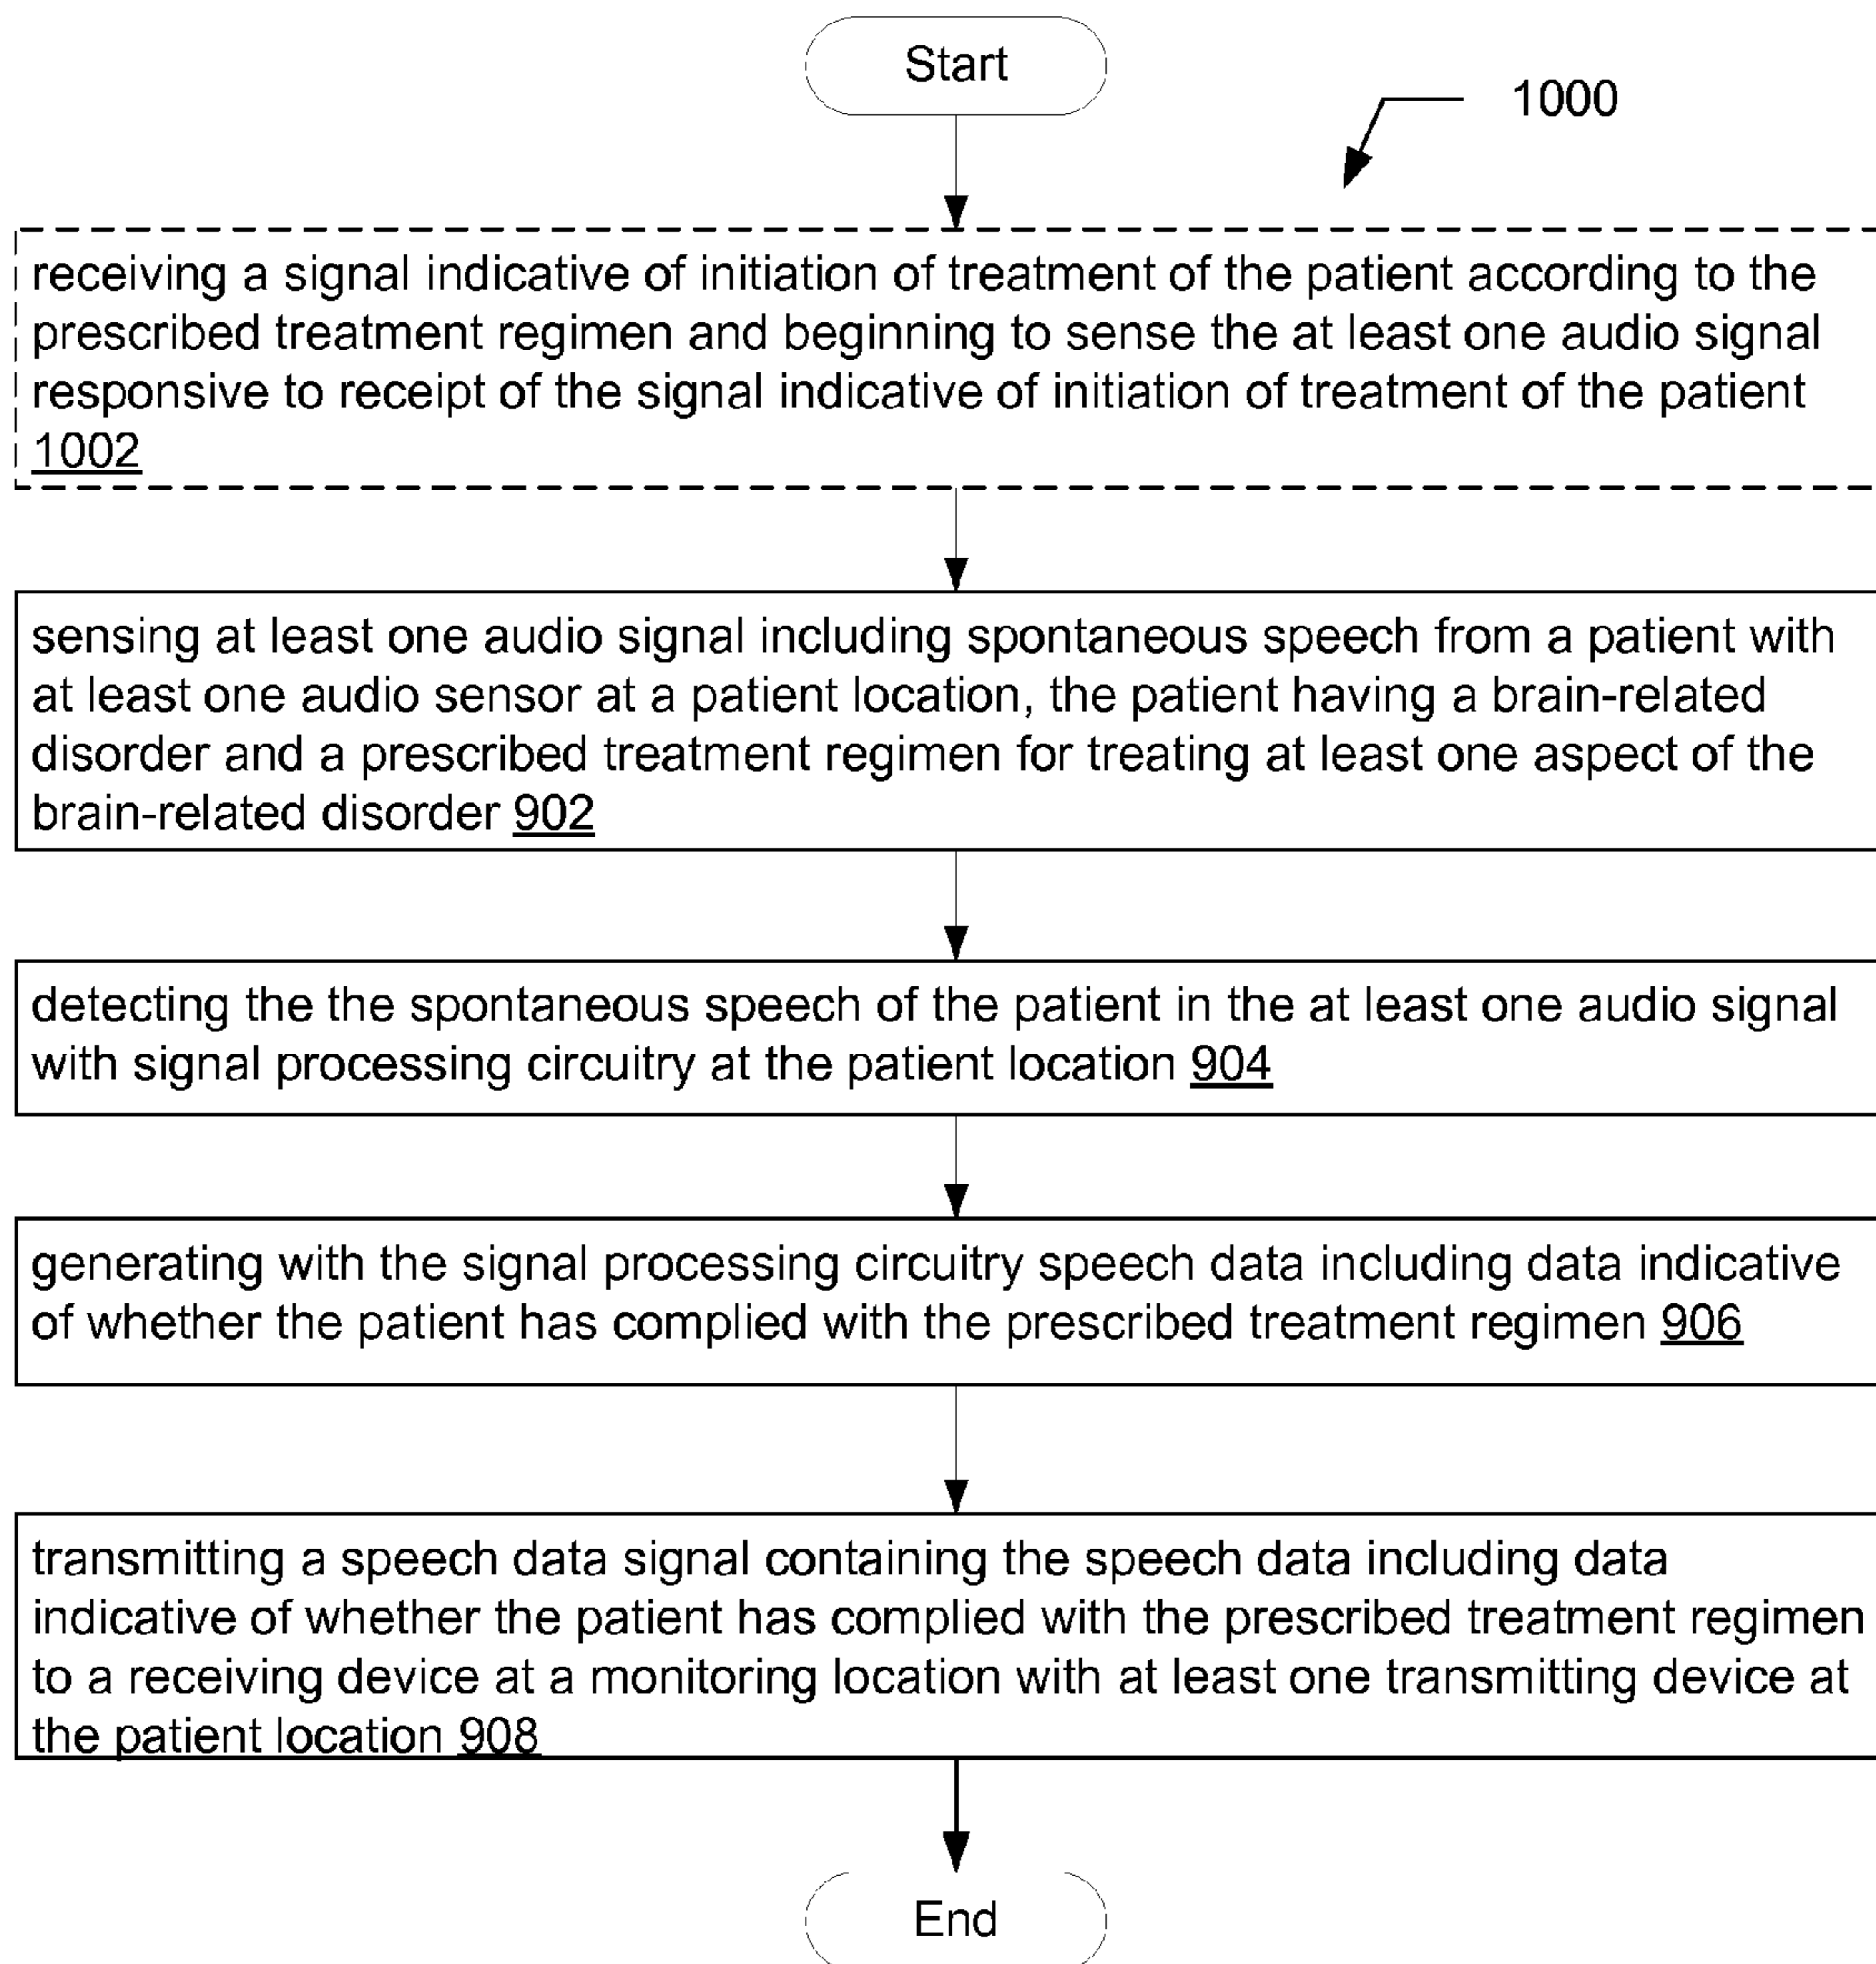 Start
1000
receiving a signal indicative of initiation of treatment of the patient according to the
prescribed treatment regimen and beginning to sense the at least one audio signal
responsive to receipt of the signal indicative of initiation of treatment of the patient
1002
sensing at least one audio signal including spontaneous speech from a patient with
at least one audio sensor at a patient location, the patient having a brain-related
disorder and a prescribed treatment regimen for treating at least one aspect of the
brain-related disorder 902
detecting the the spontaneous speech of the patient in the at least one audio signal
with signal processing circuitry at the patient location 904
generating with the signal processing circuitry speech data including data indicative
of whether the patient has complied with the prescribed treatment regimen 906
transmitting a speech data signal containing the speech data including data
indicative of whether the patient has complied with the prescribed treatment regimen
to a receiving device at a monitoring location with at least one transmitting device at
the patient location 908
End